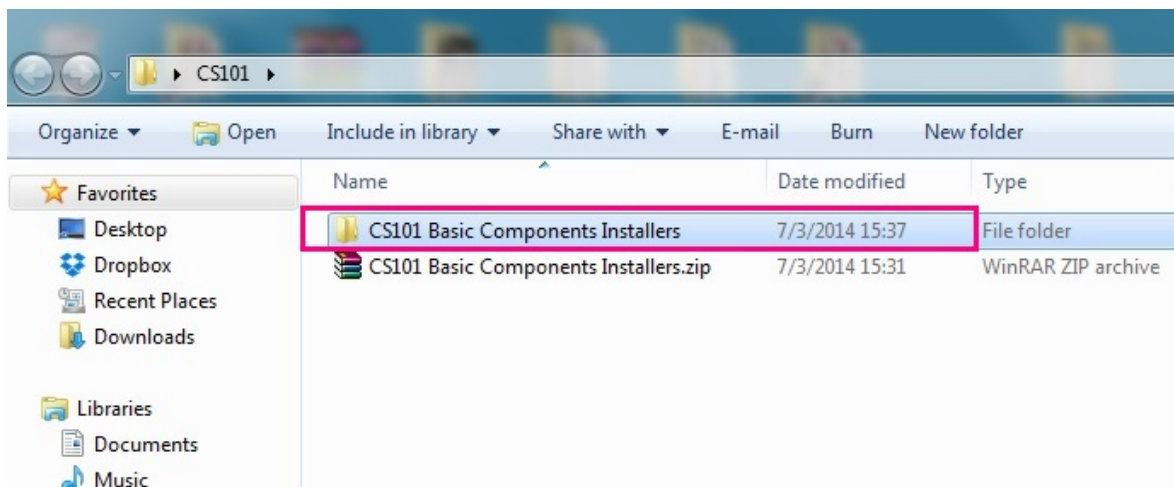 CS101
Organize Open Include in library Share with E-mail Burn New folder
Favorites
Desktop
Dropbox
Recent Places
Downloads
Libraries
Documents
Music
Name Date modified Type
CS101 Basic Components Installers 7/3/2014 15:37 File folder
CS101 Basic Components Installers.zip 7/3/2014 15:31 WinRAR ZIP archive